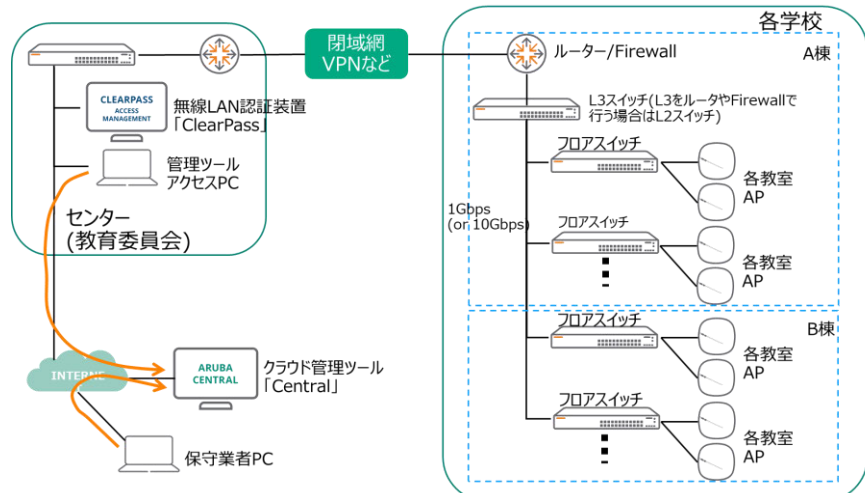 各学校
閉域網
VPNなど
ルーター/Firewall
A棟
CLEARPASS
ACCESS
MANAGEMENT
無線LAN認証装置
「ClearPass」
L3スイッチ(L3をルータやFirewallで
行う場合はL2スイッチ)
管理ツール
アクセスPC
フロアスイッチ
各教室
AP
センター
(教育委員会)
1Gbps
(or 10Gbps)
フロアスイッチ
各教室
AP
B棟
フロアスイッチ
各教室
AP
INTERNE
ARUBA
CENTRAL
クラウド管理ツール
「Central」
フロアスイッチ
各教室
AP
保守業者PC